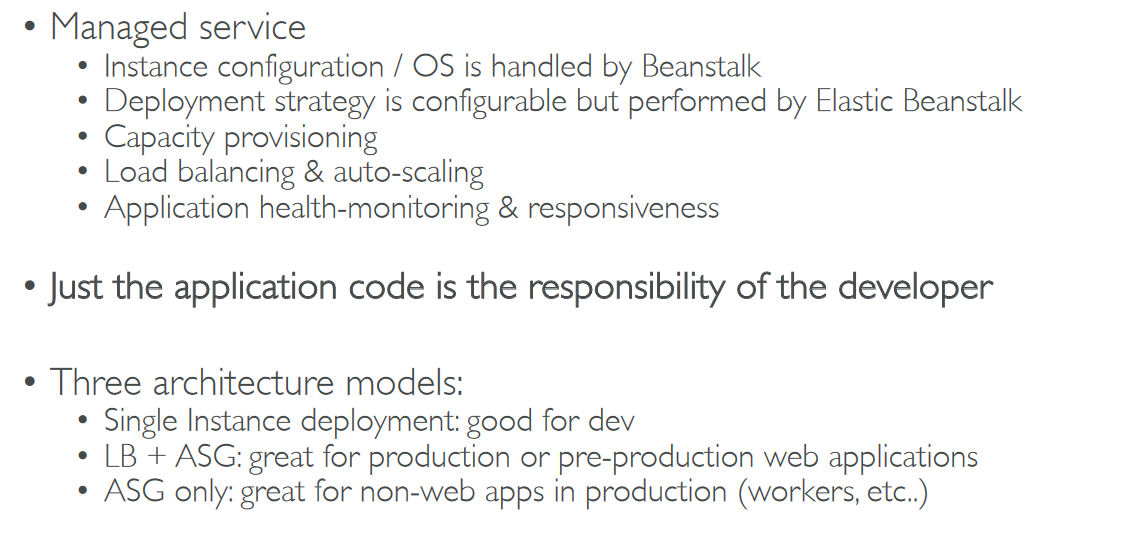 • Managed service
• Instance configuration / OS is handled by Beanstalk
• Deployment strategy is configurable but performed by Elastic Beanstalk
• Capacity provisioning
• Load balancing & auto-scaling
• Application health-monitoring & responsiveness
• Just the application code is the responsibility of the developer
• Three architecture models:
• Single Instance deployment: good for dev
• LB + ASG: great for production or pre-production web applications
• ASG only: great for non-web apps in production (workers, etc..)